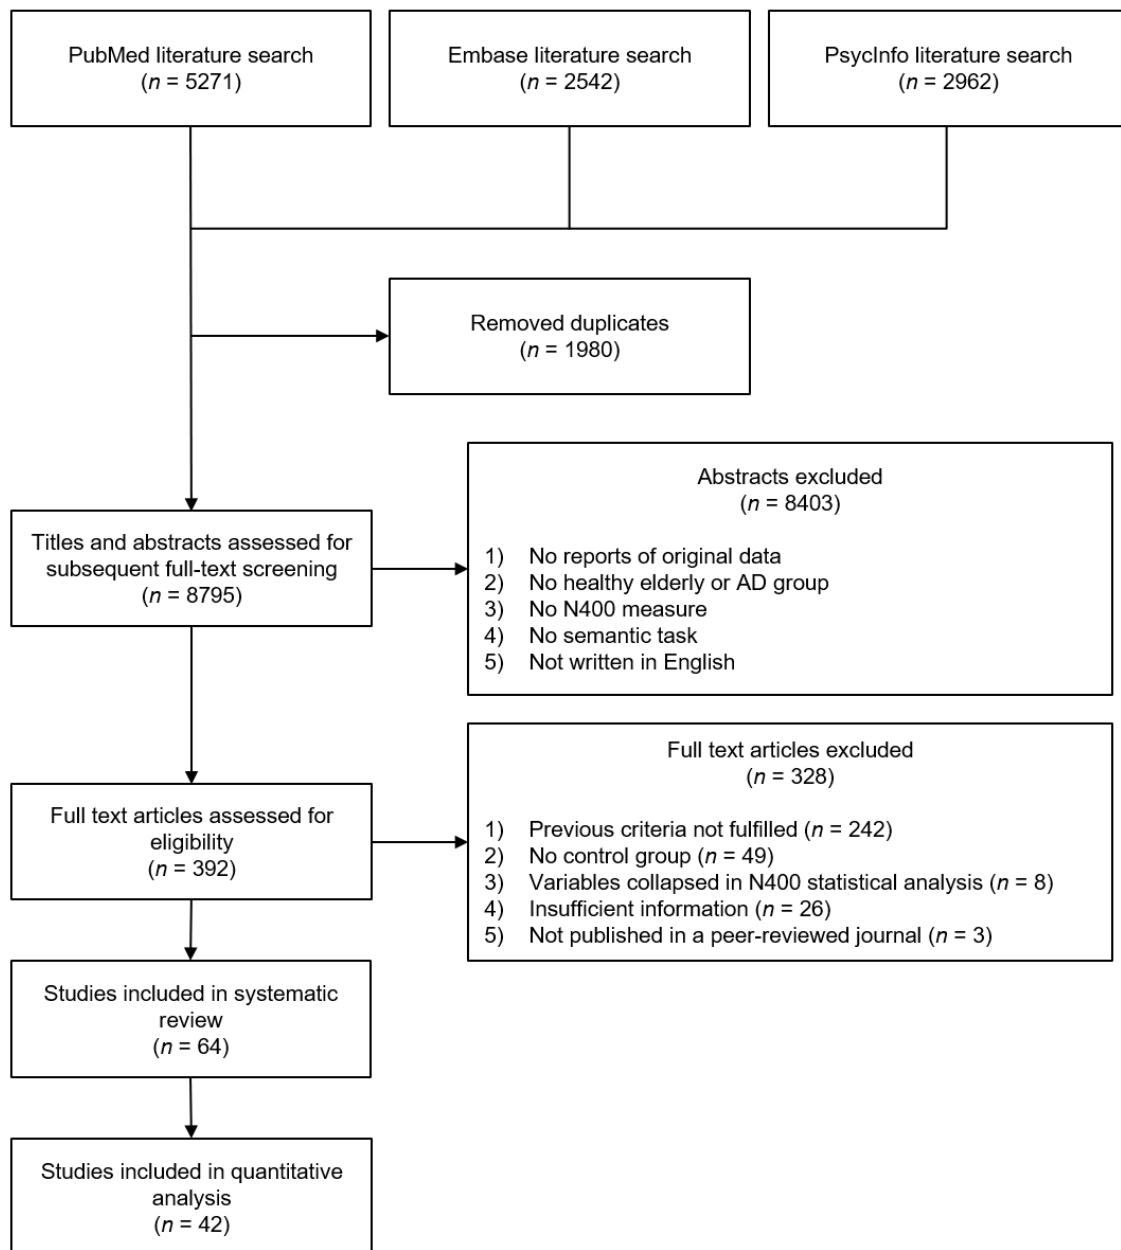 PubMed literature search
(n = 5271)
Embase literature search
(n = 2542)
PsycInfo literature search
(n = 2962)
Removed duplicates
(n = 1980)
Titles and abstracts assessed for
subsequent full-text screening
(n = 8795)
Abstracts excluded
(n = 8403)
1) No reports of original data
2) No healthy elderly or AD group
3) No N400 measure
4) No semantic task
5) Not written in English
Full text articles assessed for
eligibility
(n = 392)
Full text articles excluded
(n = 328)
1) Previous criteria not fulfilled (n = 242)
2) No control group (n = 49)
3) Variables collapsed in N400 statistical analysis (n = 8)
4) Insufficient information (n = 26)
5) Not published in a peer-reviewed journal (n = 3)
Studies included in systematic
review
(n = 64)
Studies included in quantitative
analysis
(n = 42)